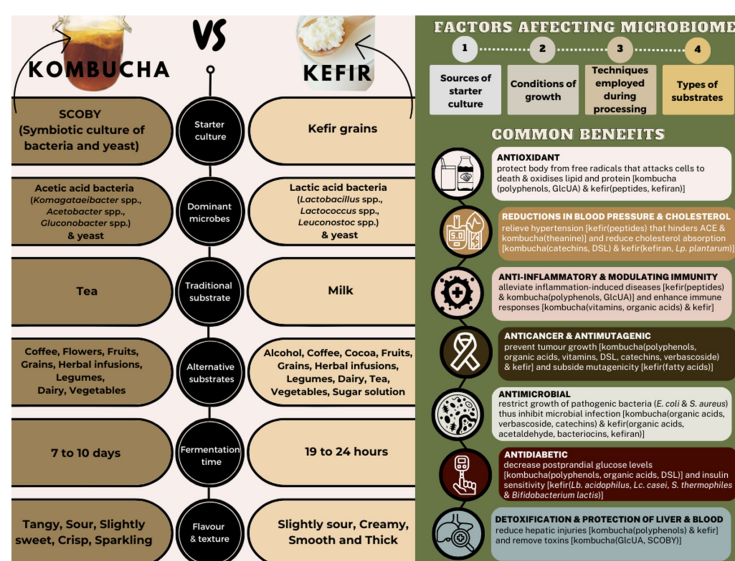 VS
KOMBUCHA
KEFIR
SCOBY
(Symbiotic culture of
bacteria and yeast)
Starter
culture
Kefir grains
Acetic acid bacteria
(Komagataeibacter spp.,
Acetobacter spp.,
Gluconobacter spp.)
& yeast
Dominant
microbes
Lactic acid bacteria
(Lactobacillus spp.,
Lactococcus spp.,
Leuconostoc spp.)
& yeast
Tea
Traditional
substrate
Milk
Coffee, Flowers, Fruits,
Grains, Herbal infusions,
Legumes,
Dairy, Vegetables
Alternative
substrates
Alcohol, Coffee, Cocoa, Fruits,
Grains, Herbal infusions,
Legumes, Dairy, Tea,
Vegetables, Sugar solution
7 to 10 days
Fermentation
time
19 to 24 hours
Tangy, Sour, Slightly
sweet, Crisp, Sparkling
Flavour
& texture
Slightly sour, Creamy,
Smooth and Thick
FACTORS AFFECTING MICROBIOME
1
2
3
4
Sources of
starter
culture
Conditions of
growth
Techniques
employed
during
processing
Types of
substrates
COMMON BENEFITS
ANTIOXIDANT
protect body from free radicals that attacks cells to
death & oxidises lipid and protein [kombucha
(polyphenols, GlcUA) & kefir(peptides, kefiran)]
REDUCTIONS IN BLOOD PRESSURE & CHOLESTEROL
relieve hypertension [kefir(peptides) that hinders ACE &
kombucha(theanine)] and reduce cholesterol absorption
[kombucha(catechins, DSL) & kefir(kefiran, Lp. plantarum)]
ANTI-INFLAMMATORY & MODULATING IMMUNITY
alleviate inflammation-induced diseases [kefir(peptides)
& kombucha(polyphenols, GlcUA)] and enhance immune
responses [kombucha(vitamins, organic acids) & kefir]
ANTICANCER & ANTIMUTAGENIC
prevent tumour growth [kombucha(polyphenols,
organic acids, vitamins, DSL, catechins, verbascoside)
& kefir] and subside mutagenicity [kefir(fatty acids)]
ANTIMICROBIAL
restrict growth of pathogenic bacteria (E. coli & S. aureus)
thus inhibit microbial infection [kombucha(organic acids,
verbascoside, catechins) & kefir(organic acids,
acetaldehyde, bacteriocins, kefiran)]
ANTIDIABETIC
decrease postprandial glucose levels
[kombucha(polyphenols, organic acids, DSL)] and insulin
sensitivity [kefir(Lb. acidophilus, Lc. casei, S. thermophiles
& Bifidobacterium lactis)]
DETOXIFICATION & PROTECTION OF LIVER & BLOOD
reduce hepatic injuries [kombucha(polyphenols) & kefir]
and remove toxins [kombucha(GlcUA, SCOBY)]